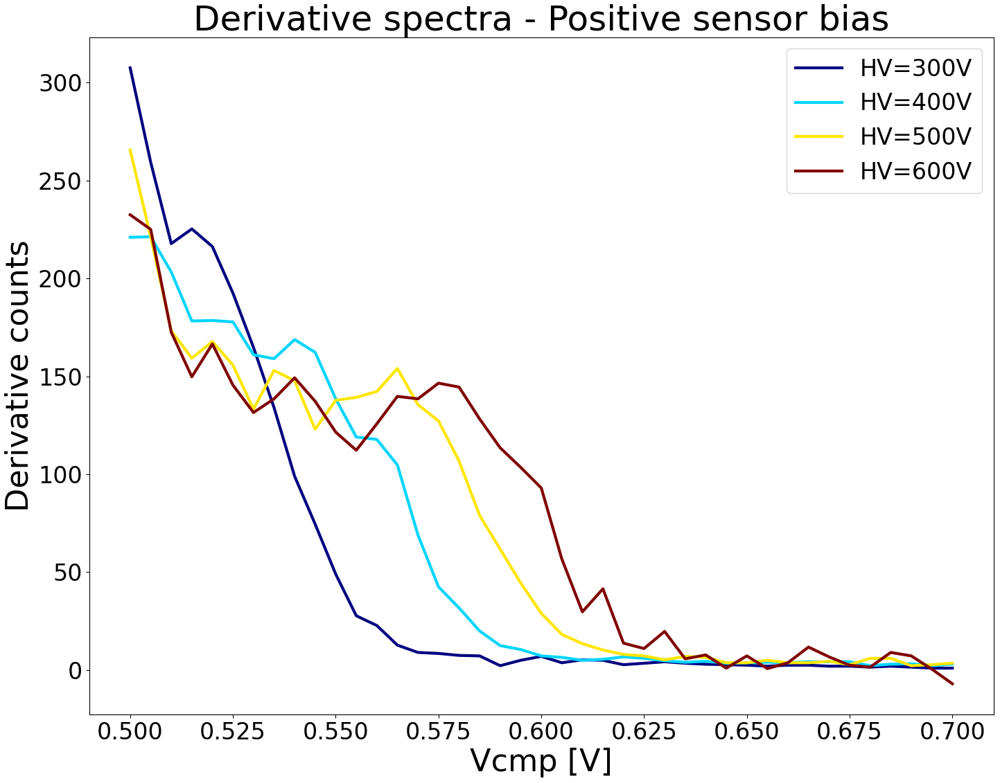 Derivative spectra - Positive sensor bias
HV=300V
HV=400V
HV=500V
HV=600V
Derivative counts
300
250
200
150
100
50
0
0.500 0.525 0.550 0.575 0.600 0.625 0.650 0.675 0.700
Vcmp [V]